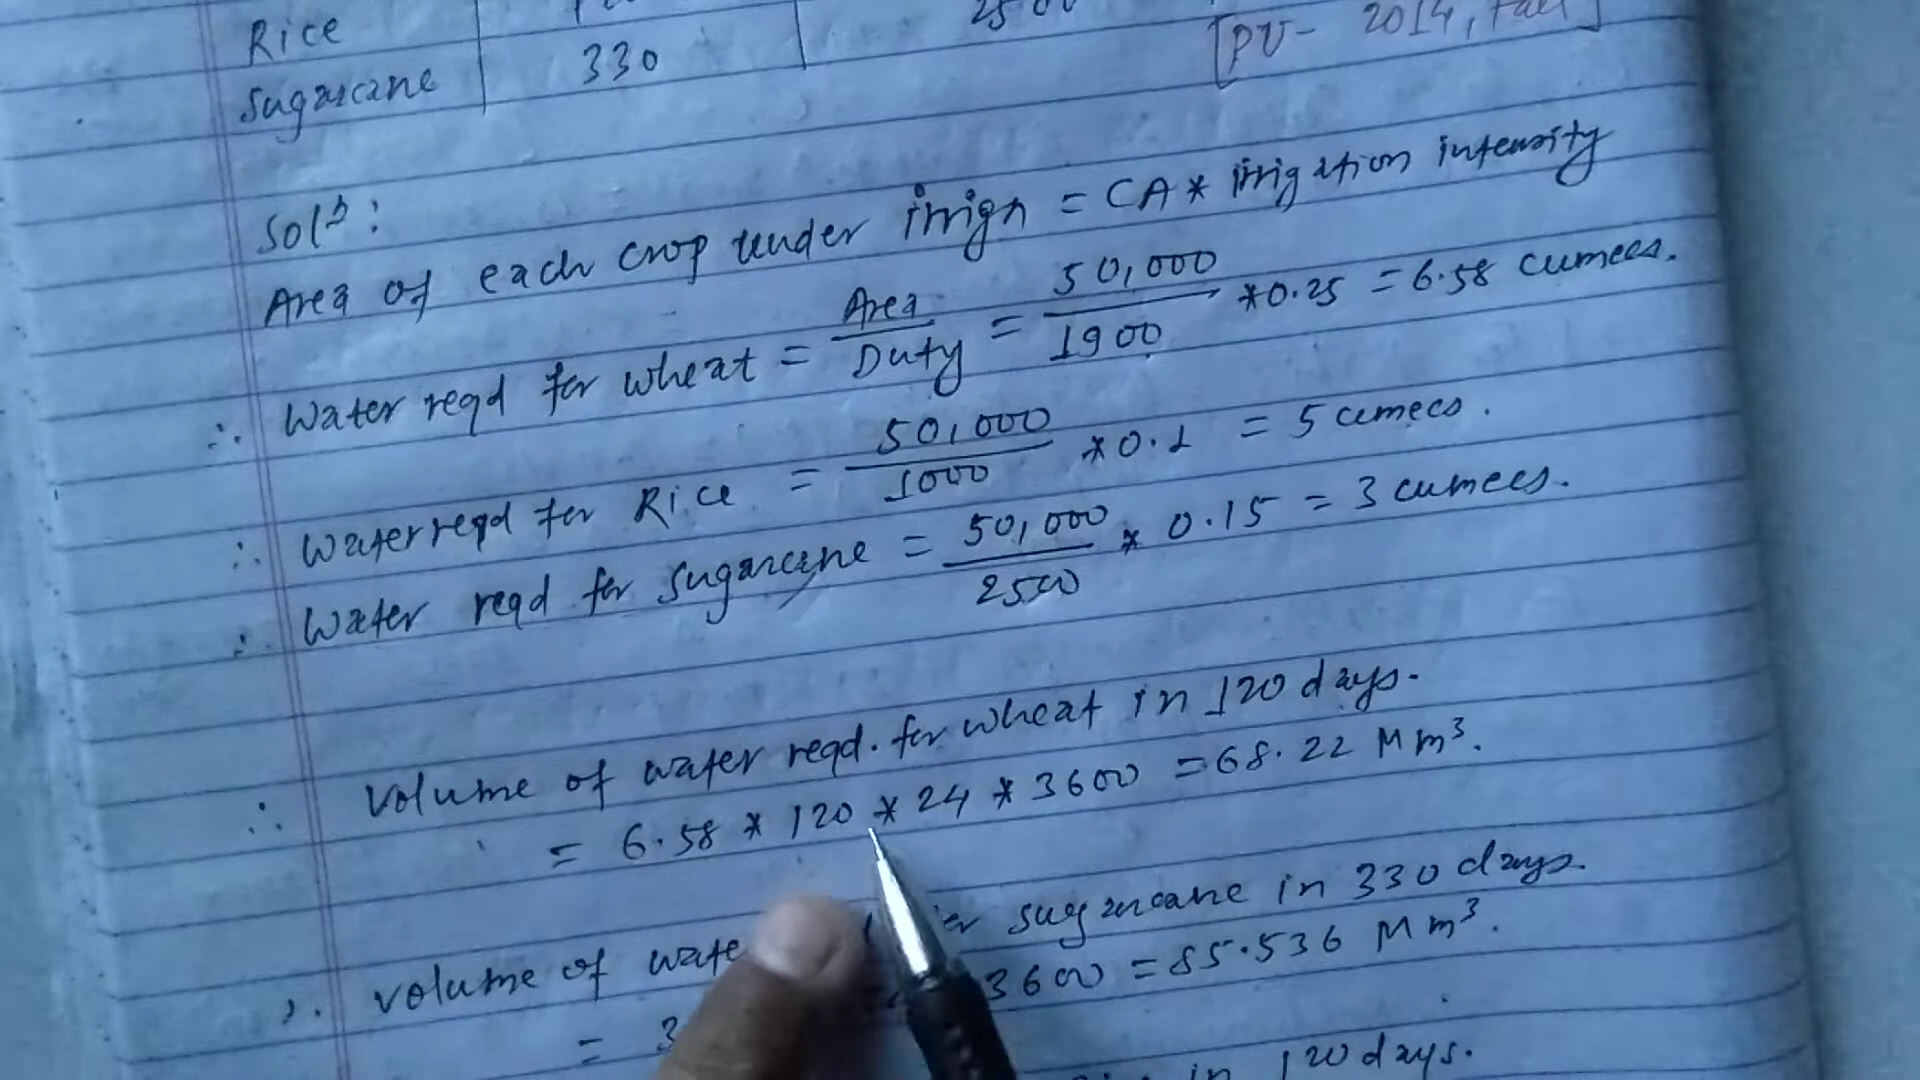 Rice
2500
[PU- 2014, Fall]
Sugarcane 330
Solⁿ:
Area of each crop under irrign = CA * irrigation intensity
∴ Water reqd for wheat = Area/Duty = 50,000/1900 * 0.25 = 6.58 cumecs.
∴ Water reqd for Rice = 50,000/1000 * 0.1 = 5 cumecs.
∴ Water reqd for sugarcane = 50,000/2500 * 0.15 = 3 cumecs.
∴ Volume of water reqd. for wheat in 120 days.
= 6.58 * 120 * 24 * 3600 = 68.22 Mm³.
∴ volume of wate sugarcane in 330 days.
= 3 3600 = 85.536 Mm³.
in 120 days.